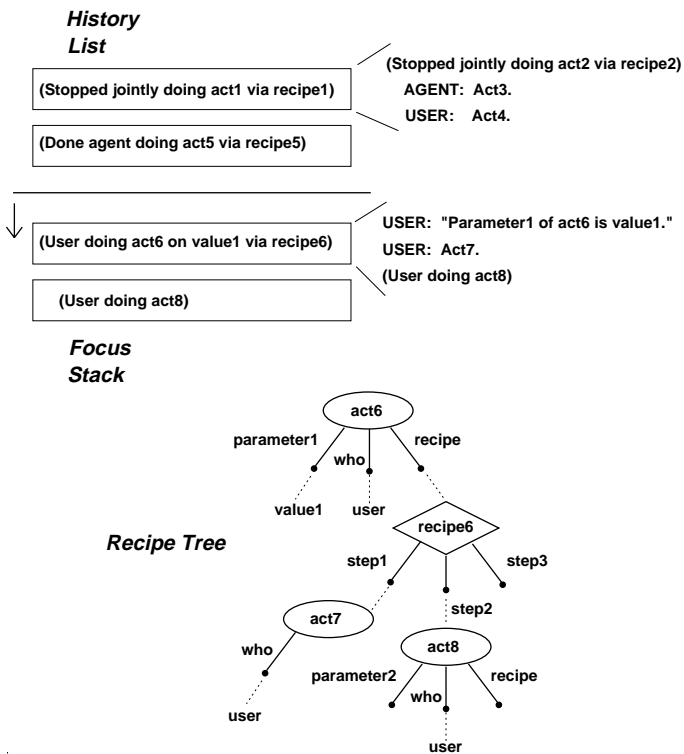 History
List
(Stopped jointly doing act1 via recipe1)
(Stopped jointly doing act2 via recipe2)
AGENT: Act3.
USER: Act4.
(Done agent doing act5 via recipe5)
(User doing act6 on value1 via recipe6)
USER: "Parameter1 of act6 is value1."
USER: Act7.
(User doing act8)
(User doing act8)
Focus
Stack
act6
parameter1
who
recipe
value1
user
recipe6
Recipe Tree
step1
step3
step2
act7
act8
who
parameter2
who
recipe
user
user